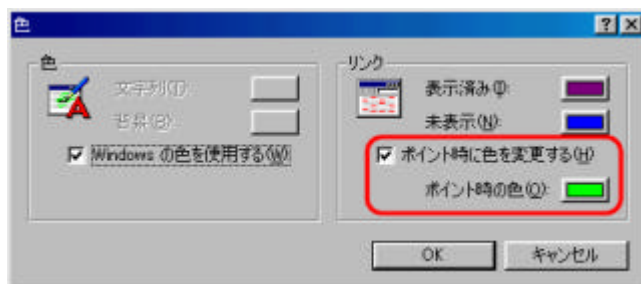 色
色
文字列(T):
背景(B):
Windows の色を使用する(W)
リンク
表示済み(I):
未表示(N):
ポイント時に色を変更する(H)
ポイント時の色(O):
OK
キャンセル